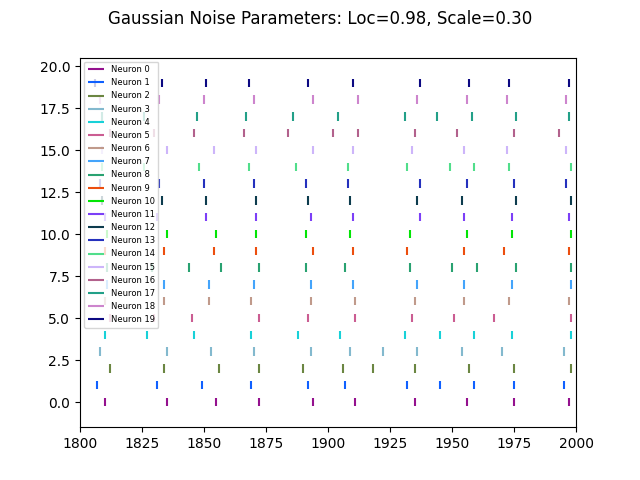 Gaussian Noise Parameters: Loc=0.98, Scale=0.30
20.0
17.5
15.0
12.5
10.0
7.5
5.0
2.5
0.0
Neuron 0
Neuron 1
Neuron 2
Neuron 3
Neuron 4
Neuron 5
Neuron 6
Neuron 7
Neuron 8
Neuron 9
Neuron 10
Neuron 11
Neuron 12
Neuron 13
Neuron 14
Neuron 15
Neuron 16
Neuron 17
Neuron 18
Neuron 19
1800 1825 1850 1875 1900 1925 1950 1975 2000